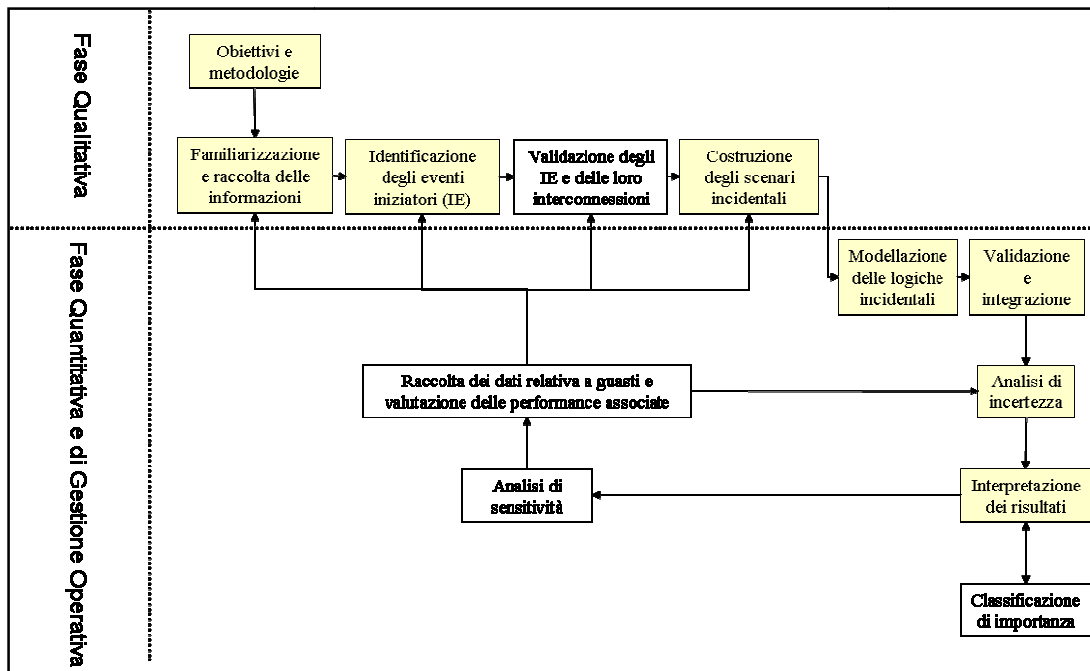 Fase Qualitativa
Obiettivi e
metodologie
Familiarizzazione
e raccolta delle
informazioni
Identificazione
degli eventi
iniziatori (IE)
Validazione degli
IE e delle loro
interconnessioni
Costruzione
degli scenari
incidentali
Fase Quantitativa e di Gestione Operativa
Modellazione
delle logiche
incidentali
Validazione
e
integrazione
Raccolta dei dati relativa a guasti e
valutazione delle performance associate
Analisi di
incertezza
Analisi di
sensitività
Interpretazione
dei risultati
Classificazione
di importanza